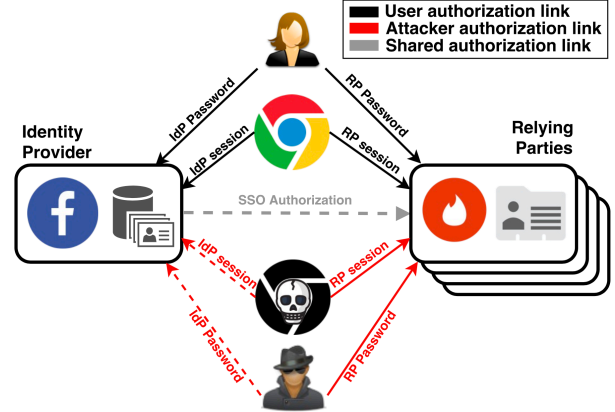 User authorization link
Attacker authorization link
Shared authorization link
IdP Password
RP Password
Identity
Provider
Relying
Parties
IdP session
RP session
f
SSO Authorization
IdP session
RP session
IdP Password
RP Password